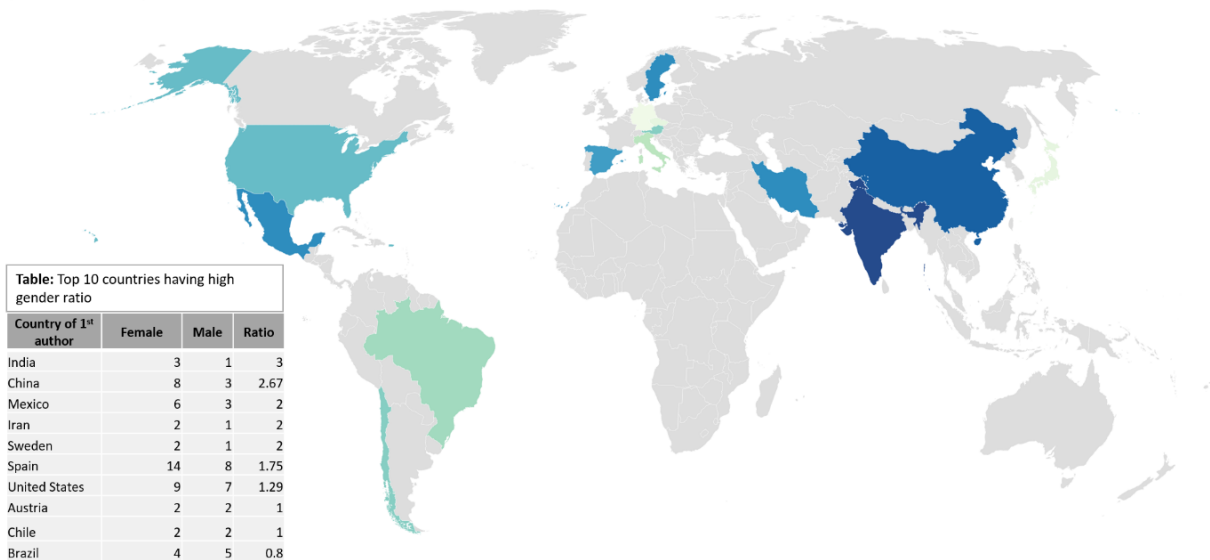 Table: Top 10 countries having high
gender ratio
Country of 1st author Female Male Ratio
India 3 1 3
China 8 3 2.67
Mexico 6 3 2
Iran 2 1 2
Sweden 2 1 2
Spain 14 8 1.75
United States 9 7 1.29
Austria 2 2 1
Chile 2 2 1
Brazil 4 5 0.8